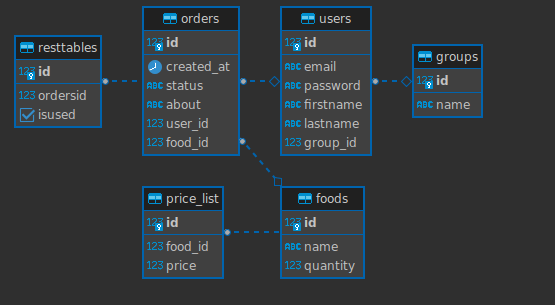 resttables
123 id
123 ordersid
isused
orders
123 id
created_at
ABC status
ABC about
123 user_id
123 food_id
users
123 id
ABC email
ABC password
ABC firstname
ABC lastname
123 group_id
groups
123 id
ABC name
price_list
123 id
123 food_id
123 price
foods
123 id
ABC name
123 quantity